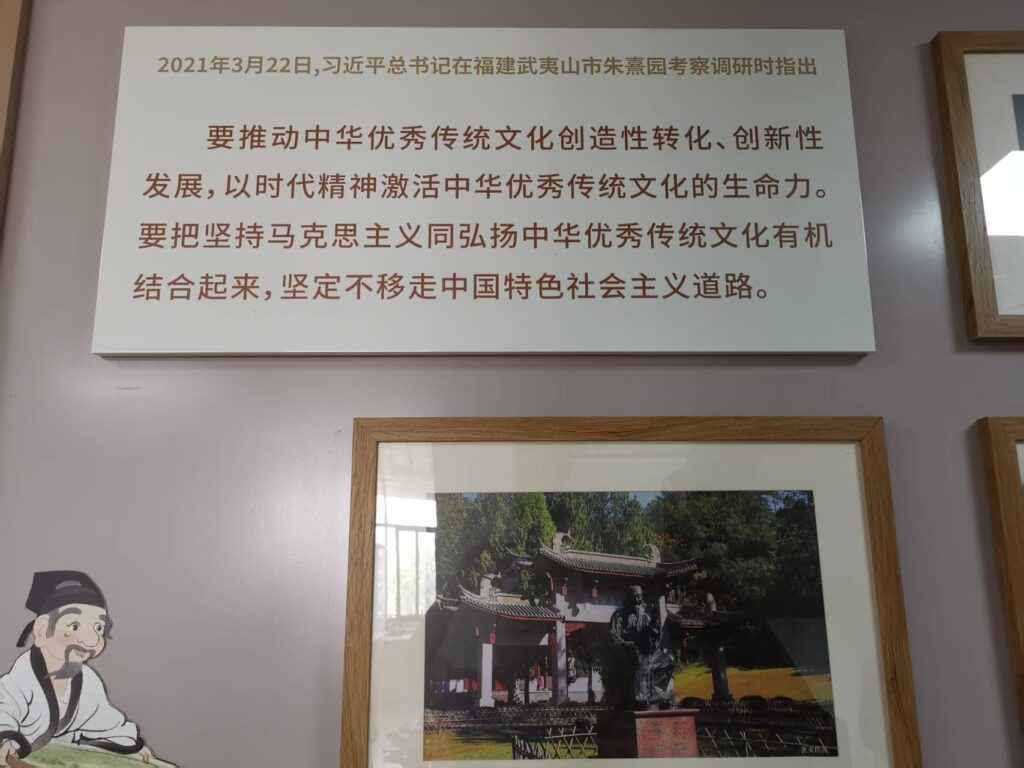 2021年3月22日,习近平总书记在福建武夷山市朱熹园考察调研时指出
要推动中华优秀传统文化创造性转化、创新性
发展，以时代精神激活中华优秀传统文化的生命力。
要把坚持马克思主义同弘扬中华优秀传统文化有机
结合起来，坚定不移走中国特色社会主义道路。